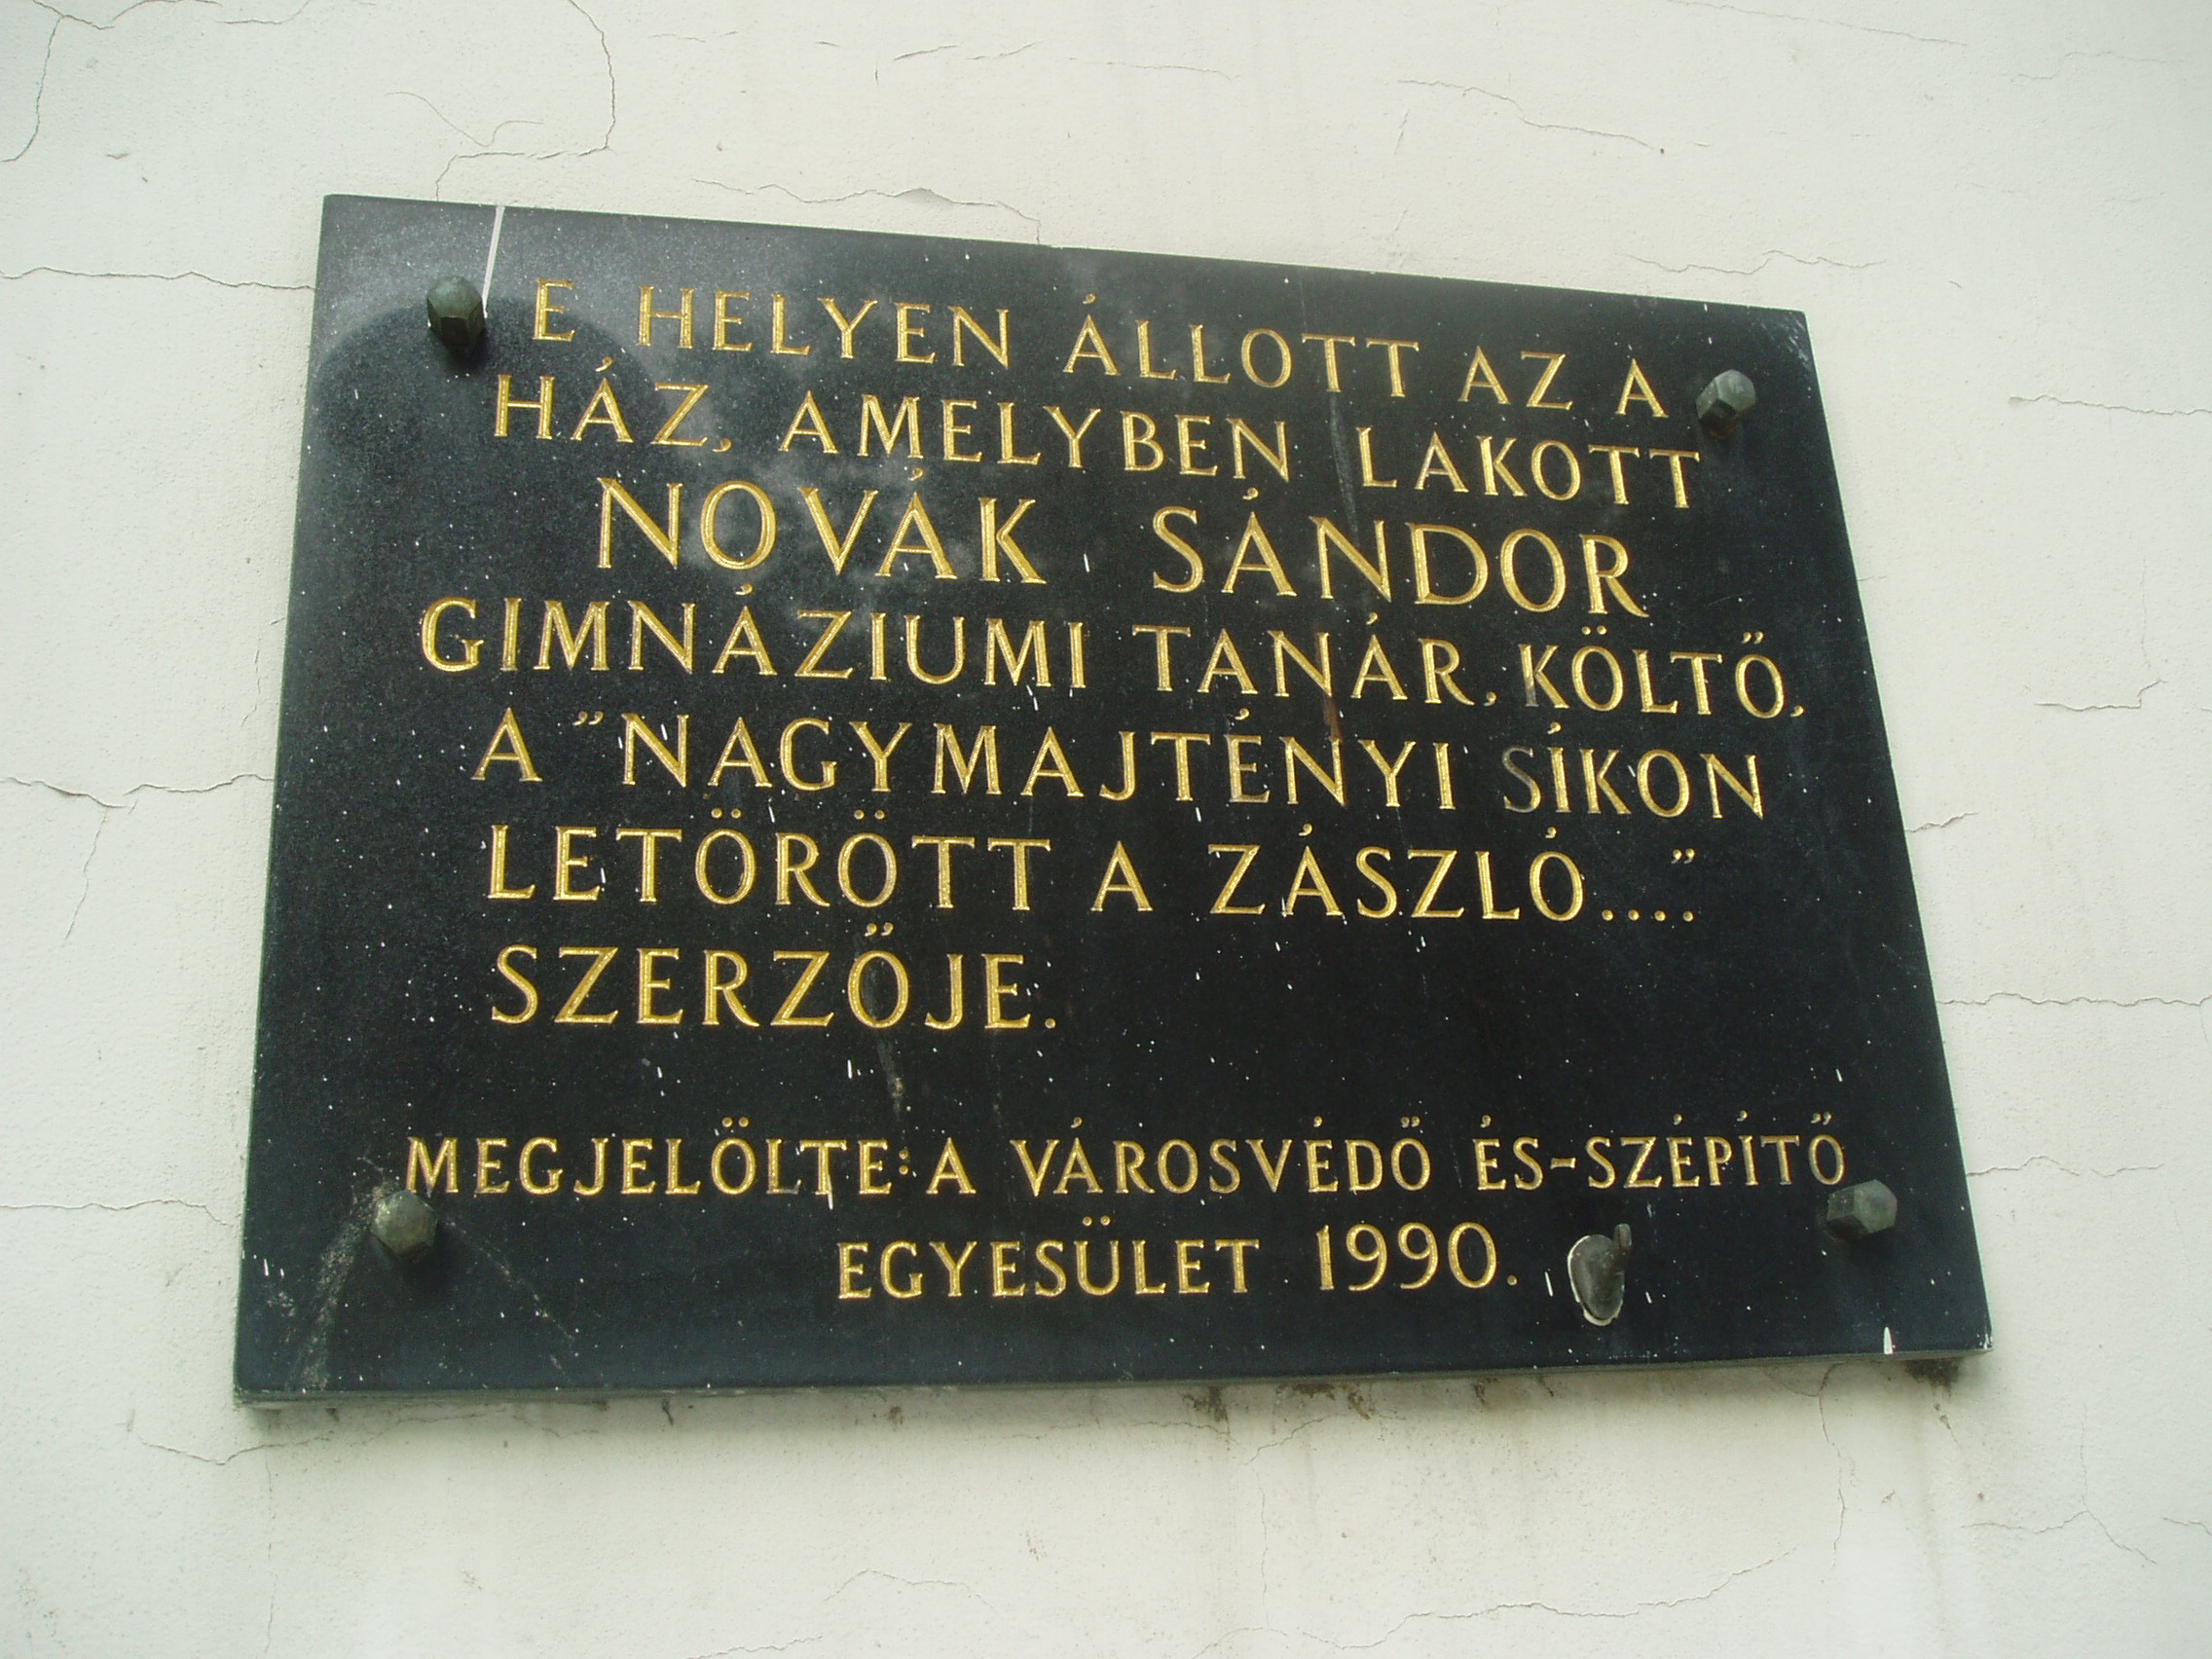 E HELYEN ÁLLOTT AZ A
HÁZ, AMELYBEN LAKOTT
NOVÁK SÁNDOR
GIMNÁZIUMI TANÁR, KÖLTŐ,
A "NAGYMAJTÉNYI SÍKON
LETÖRÖTT A ZÁSZLÓ...."
SZERZŐJE.
MEGJELÖLTE: A VÁROSVÉDŐ ÉS-SZÉPÍTŐ
EGYESÜLET 1990.